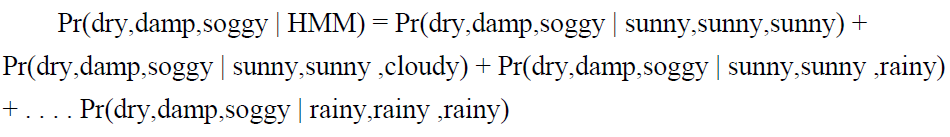 Pr(dry,damp,soggy | HMM) = Pr(dry,damp,soggy | sunny,sunny,sunny) +
Pr(dry,damp,soggy | sunny,sunny ,cloudy) + Pr(dry,damp,soggy | sunny,sunny ,rainy)
+ . . . . Pr(dry,damp,soggy | rainy,rainy ,rainy)